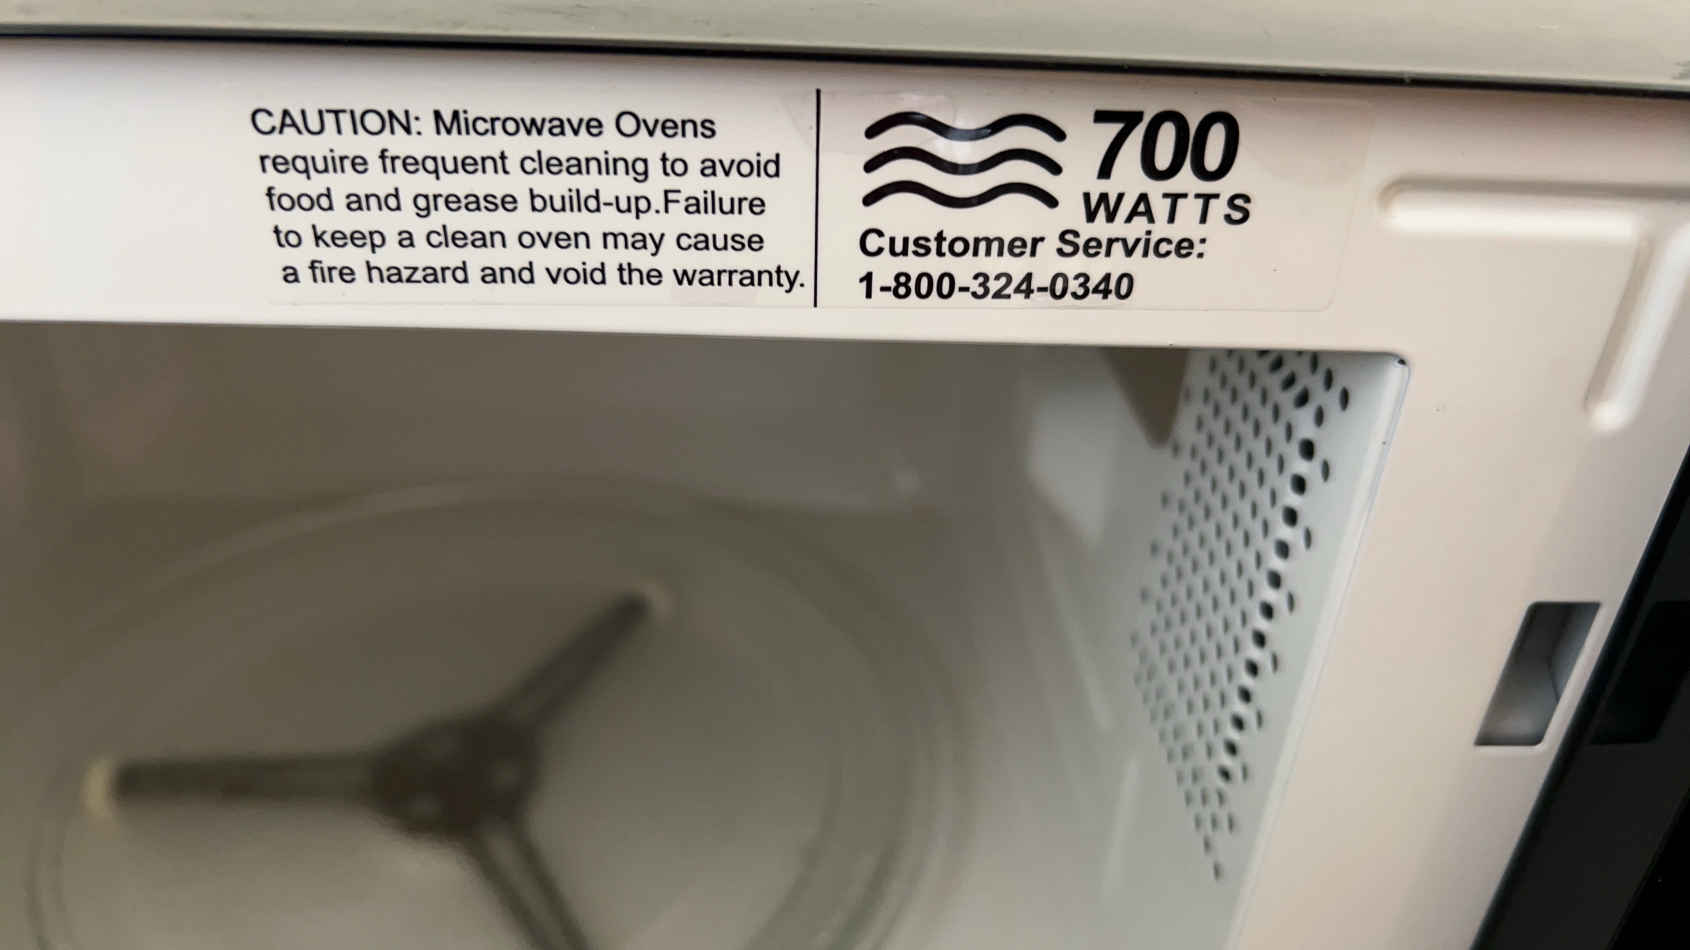 CAUTION: Microwave Ovens
require frequent cleaning to avoid
food and grease build-up.Failure
to keep a clean oven may cause
a fire hazard and void the warranty.
700
WATTS
Customer Service:
1-800-324-0340